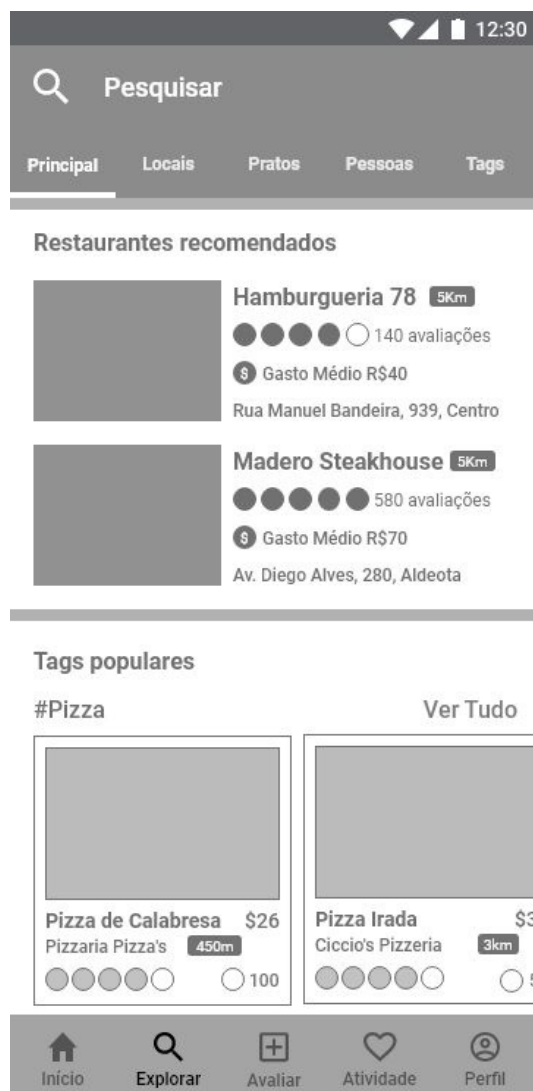 12:30
Pesquisar
Principal Locais Pratos Pessoas Tags
Restaurantes recomendados
Hamburgueria 78 5Km
140 avaliações
$ Gasto Médio R$40
Rua Manuel Bandeira, 939, Centro
Madero Steakhouse 5Km
580 avaliações
$ Gasto Médio R$70
Av. Diego Alves, 280, Aldeota
Tags populares
#Pizza Ver Tudo
Pizza de Calabresa $26
Pizzaria Pizza's 450m
100
Pizza Irada $3
Ciccio's Pizzeria 3km
Início Explorar Avaliar Atividade Perfil